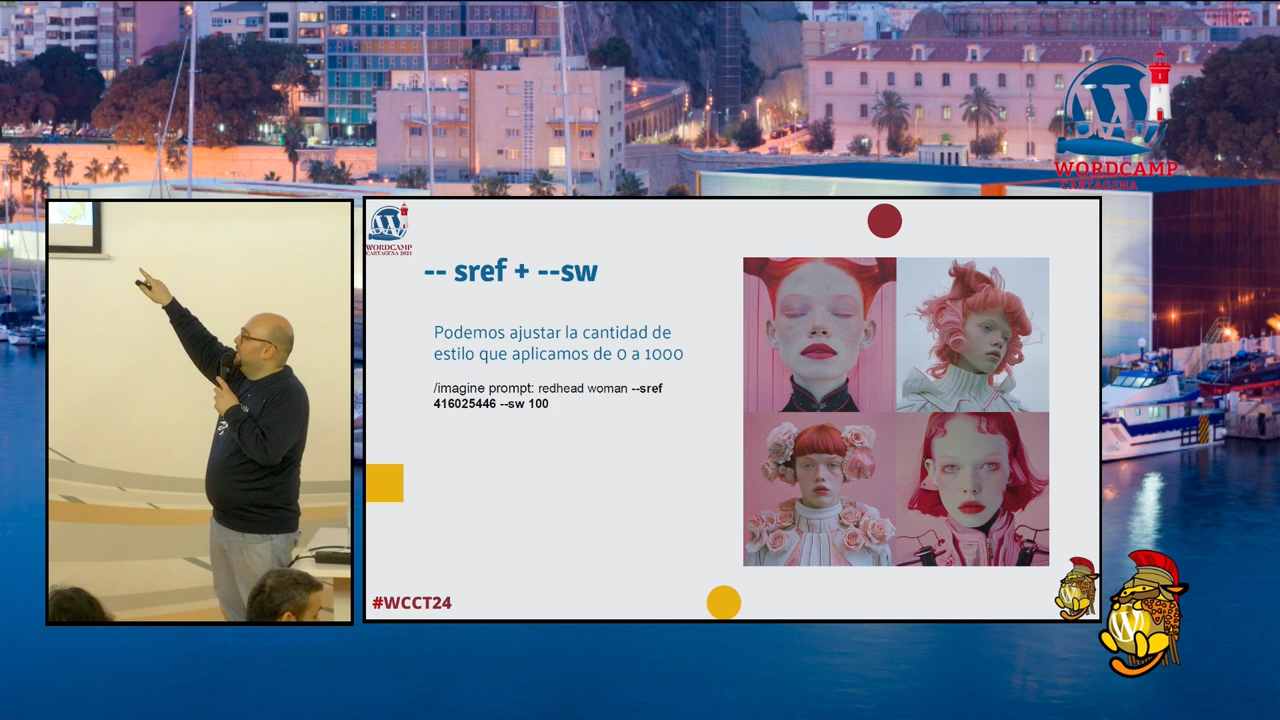 WORDCAMP
CARTAGENA
WORDCAMP
CARTAGENA 2024
-- sref + --sw
Podemos ajustar la cantidad de
estilo que aplicamos de 0 a 1000
/imagine prompt: redhead woman --sref
416025446 --sw 100
#WCCT24